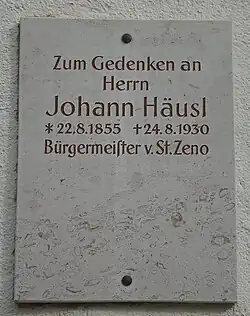 Zum Gedenken an
Herrn
Johann Häusl
* 22.8.1855 †24.8.1930
Bürgermeiſter v. St. Zeno